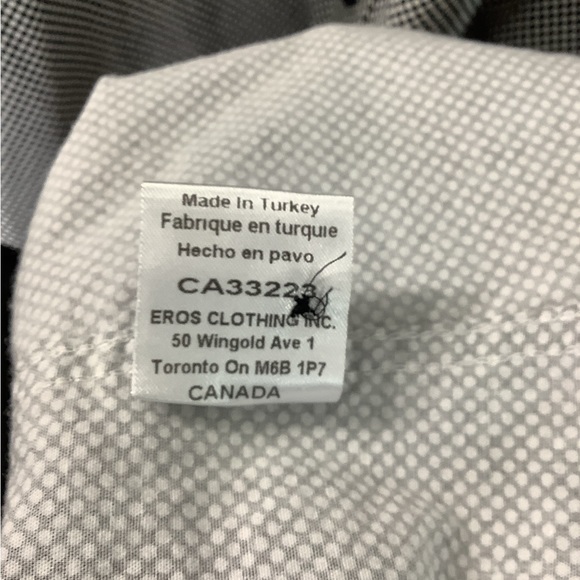 Made In Turkey
Fabrique en turquie
Hecho en pavo
CA33223
EROS CLOTHING INC.
50 Wingold Ave 1
Toronto On M6B 1P7
CANADA